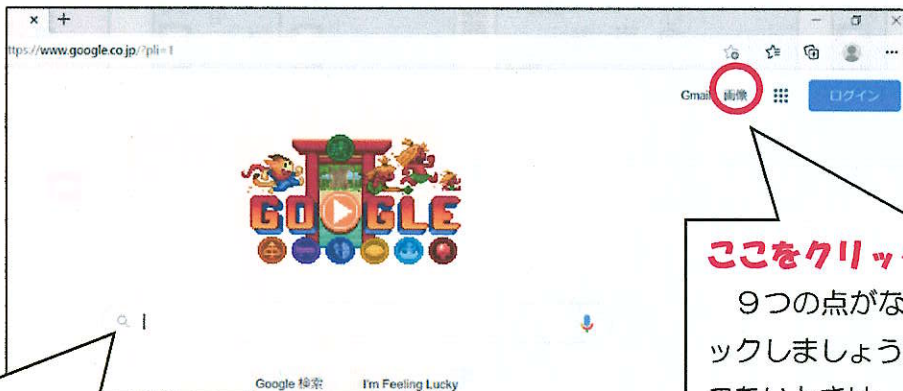 ttps://www.google.co.jp/?pli=1
Gmail 画像
ログイン
GOOGLE
Google 検索 I'm Feeling Lucky
ここをクリッ
9つの点がな
ックしましょう